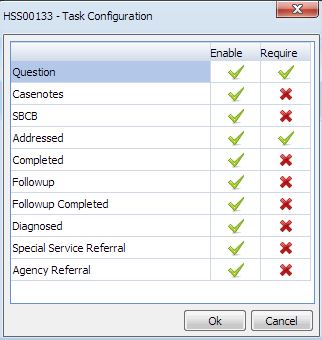 HSS00133 - Task Configuration
Enable Require
Question
Casenotes
SBCB
Addressed
Completed
Followup
Followup Completed
Diagnosed
Special Service Referral
Agency Referral
Ok Cancel